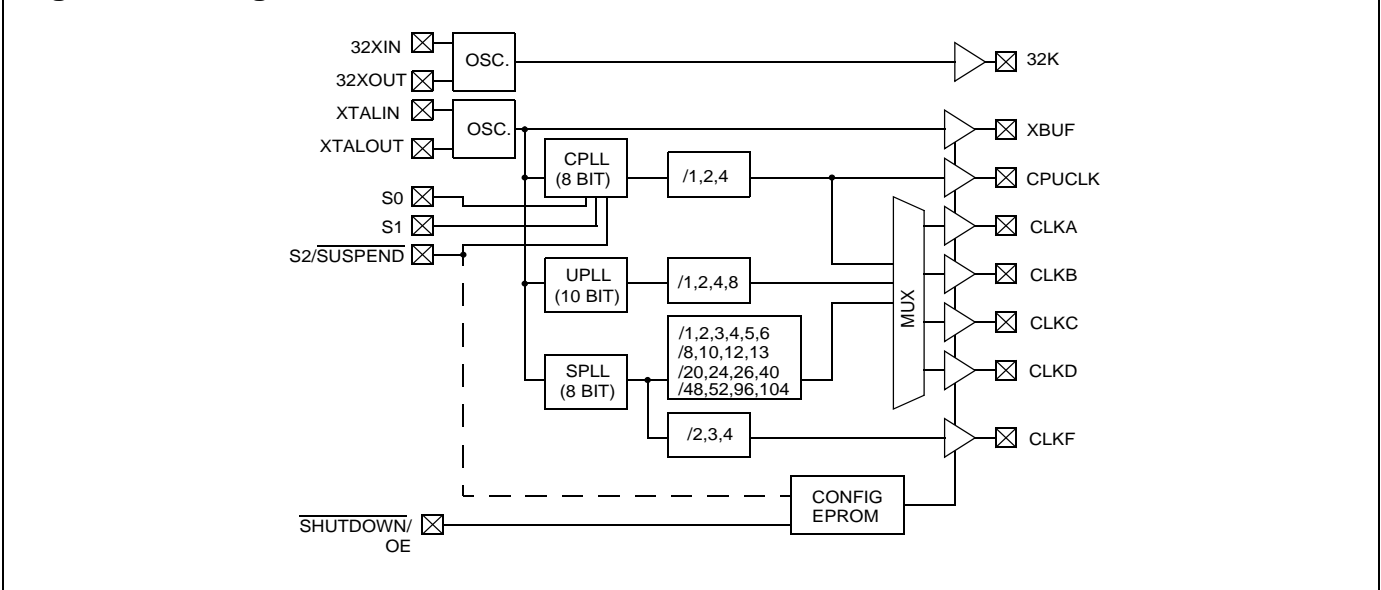 32XIN
32XOUT
OSC.
32K
XTALIN
XTALOUT
OSC.
XBUF
CPLL
(8 BIT)
/1,2,4
CPUCLK
S0
S1
S2/SUSPEND
CLKA
UPLL
(10 BIT)
/1,2,4,8
MUX
CLKB
CLKC
SPLL
(8 BIT)
/1,2,3,4,5,6
/8,10,12,13
/20,24,26,40
/48,52,96,104
CLKD
/2,3,4
CLKF
CONFIG
EPROM
SHUTDOWN/
OE